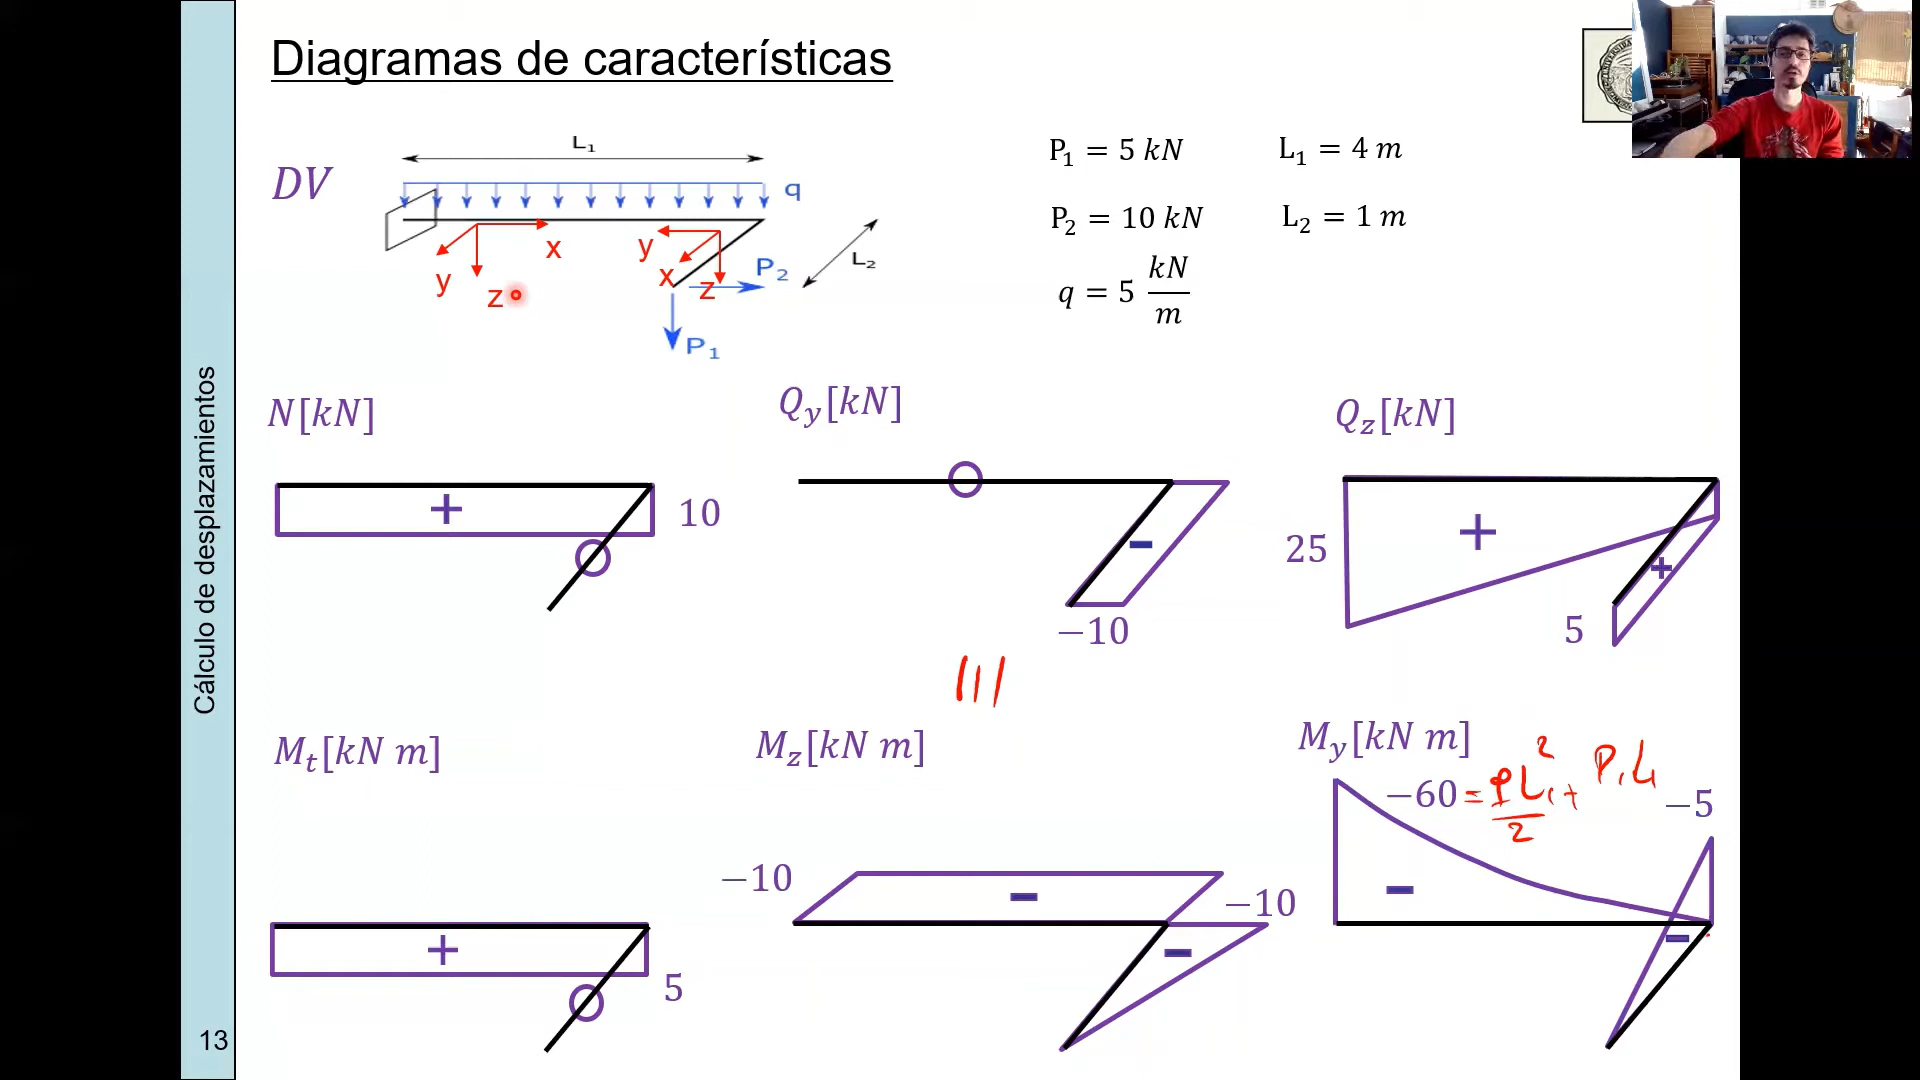 Diagramas de características
DV
L₁
q
x
y
z
y
x
z
P₂
L₂
P₁
P₁ = 5 kN
L₁ = 4 m
P₂ = 10 kN
L₂ = 1 m
q = 5 kN/m
N[kN]
+
10
Q_y[kN]
-
−10
Q_z[kN]
25
+
+
5
M_t[kN m]
+
5
M_z[kN m]
−10
-
−10
-
M_y[kN m]
−60 = qL₁²/2 + P₁L₁
−5
-
-
Cálculo de desplazamientos
13